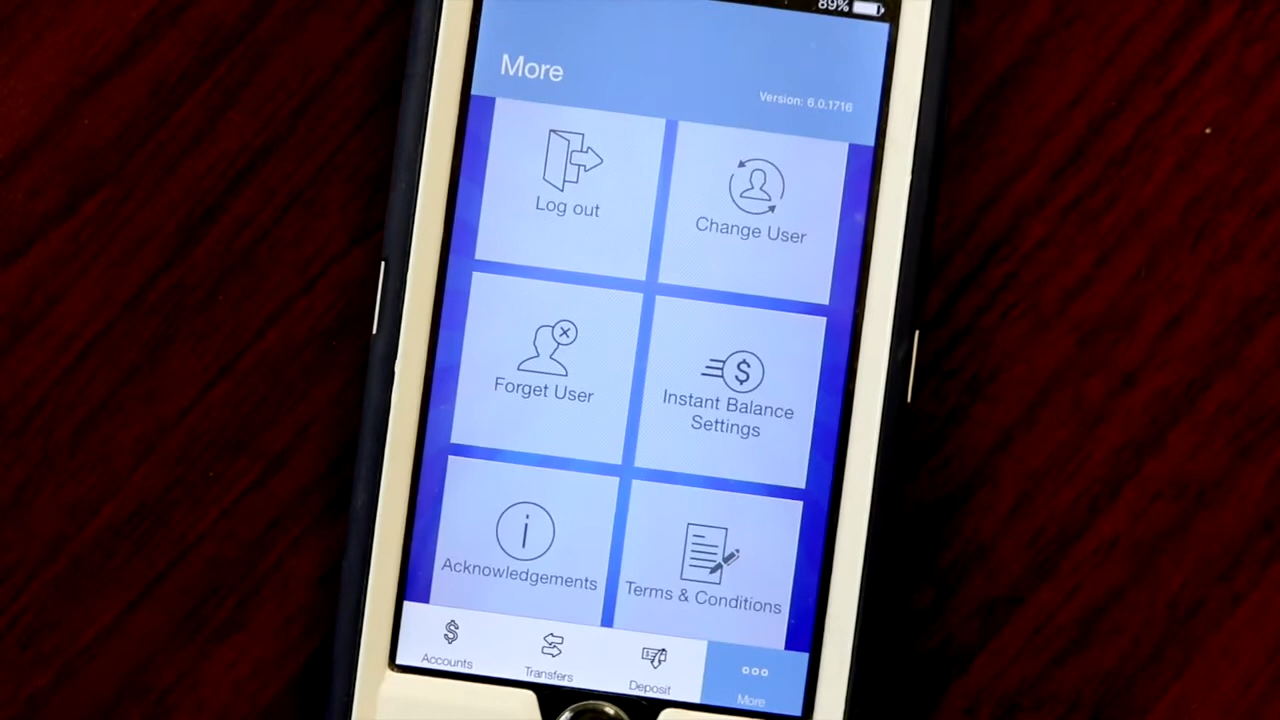 89%
More
Version: 6.0.1716
Log out
Change User
Forget User
Instant Balance
Settings
Acknowledgements
Terms & Conditions
Accounts
Transfers
Deposit
More